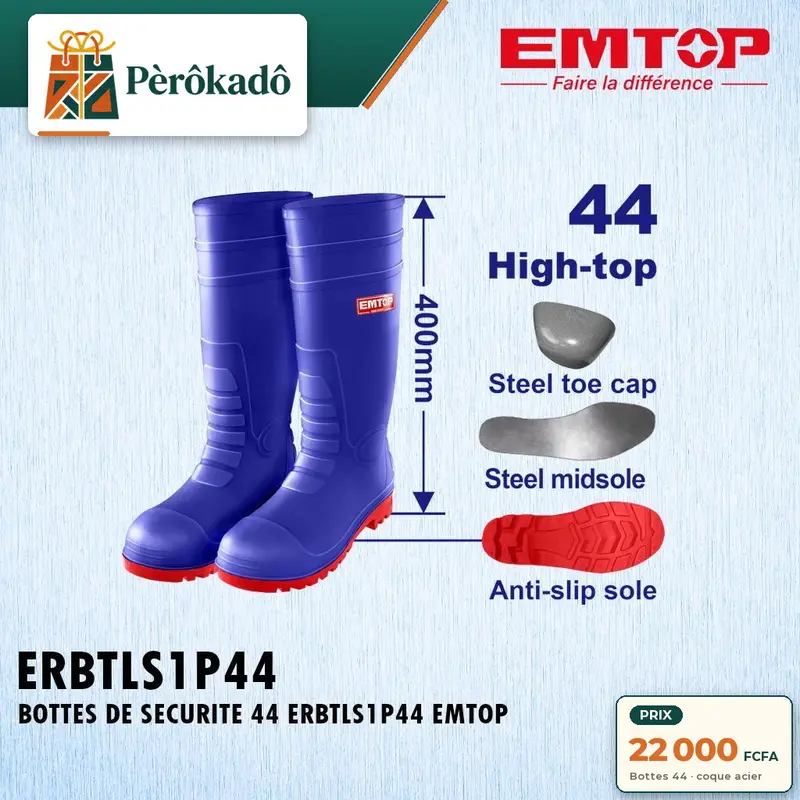 Pèrôkadô
EMTOP
Faire la différence
44
High-top
EMTOP
400mm
Steel toe cap
Steel midsole
Anti-slip sole
ERBTLS1P44
BOTTES DE SECURITE 44 ERBTLS1P44 EMTOP
PRIX
22 000 FCFA
Bottes 44 · coque acier